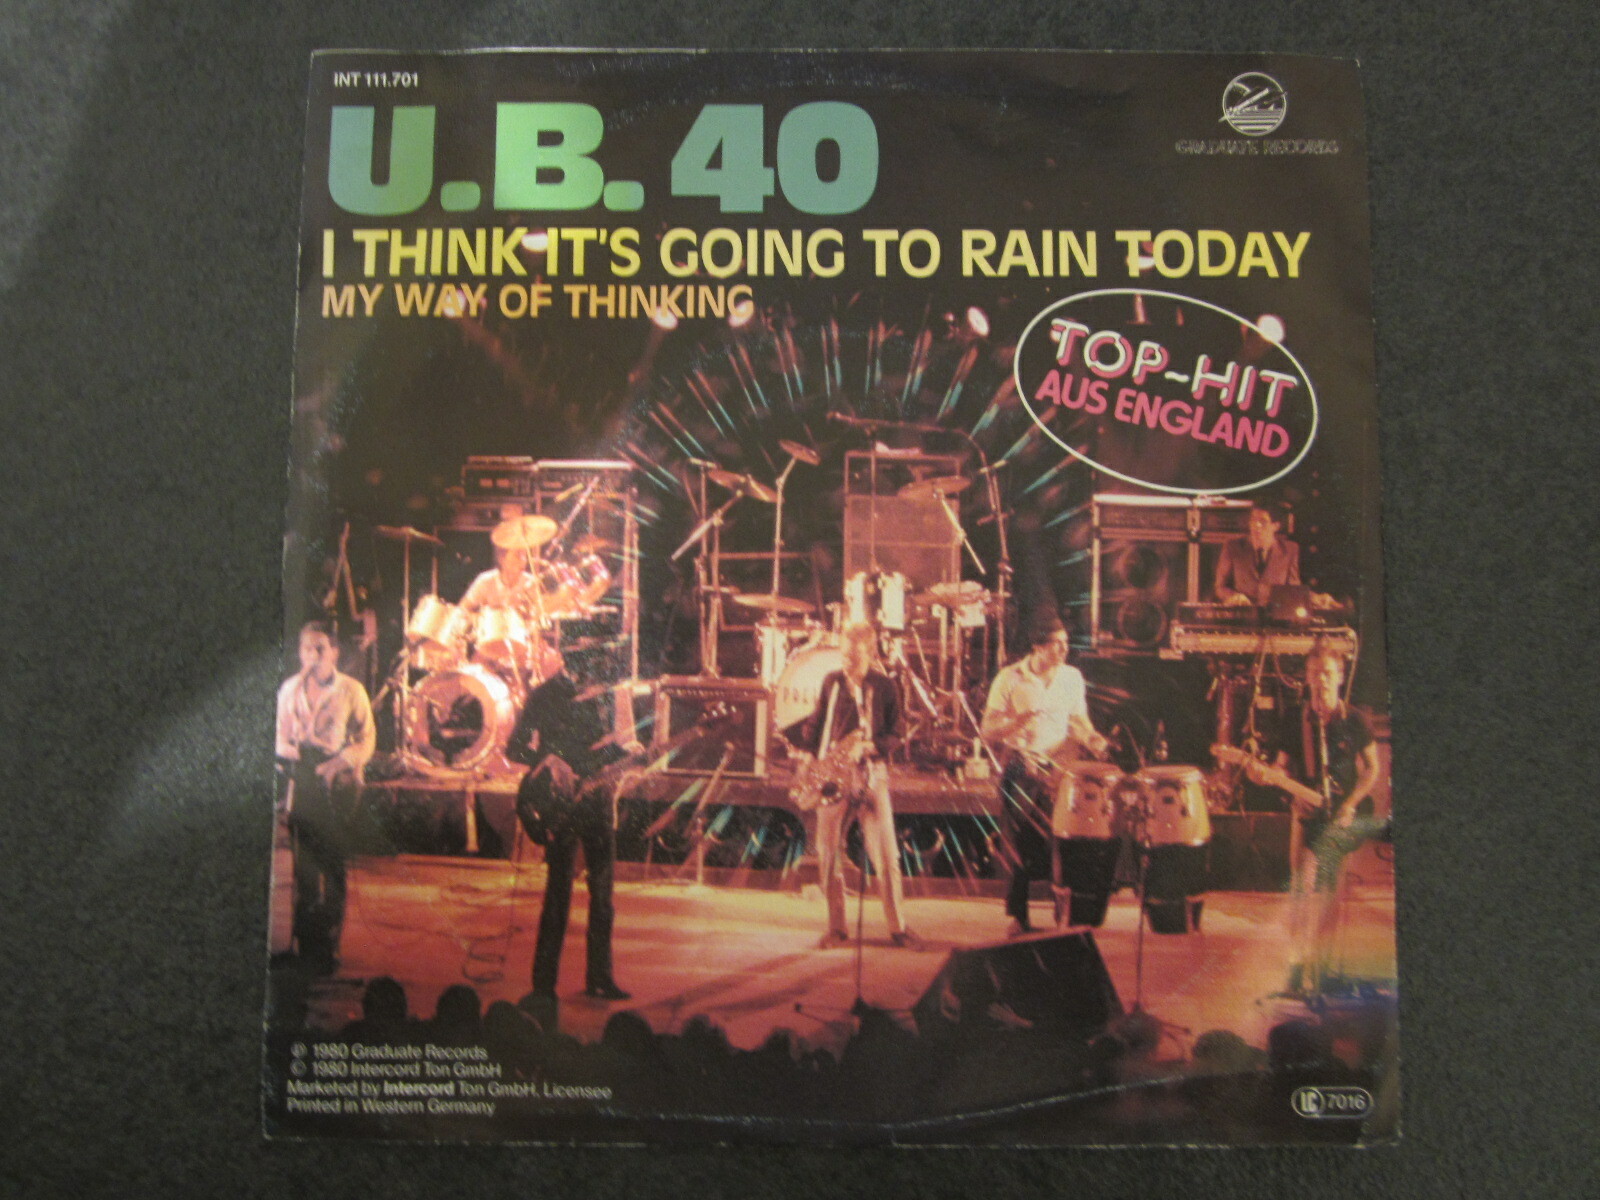 INT 111.701
U.B. 40
GRADUATE RECORDS
I THINK IT'S GOING TO RAIN TODAY
MY WAY OF THINKING
TOP-HIT
AUS ENGLAND
℗ 1980 Graduate Records
© 1980 Intercord Ton GmbH
Marketed by Intercord Ton GmbH, Licensee
Printed in Western Germany
LC 7016